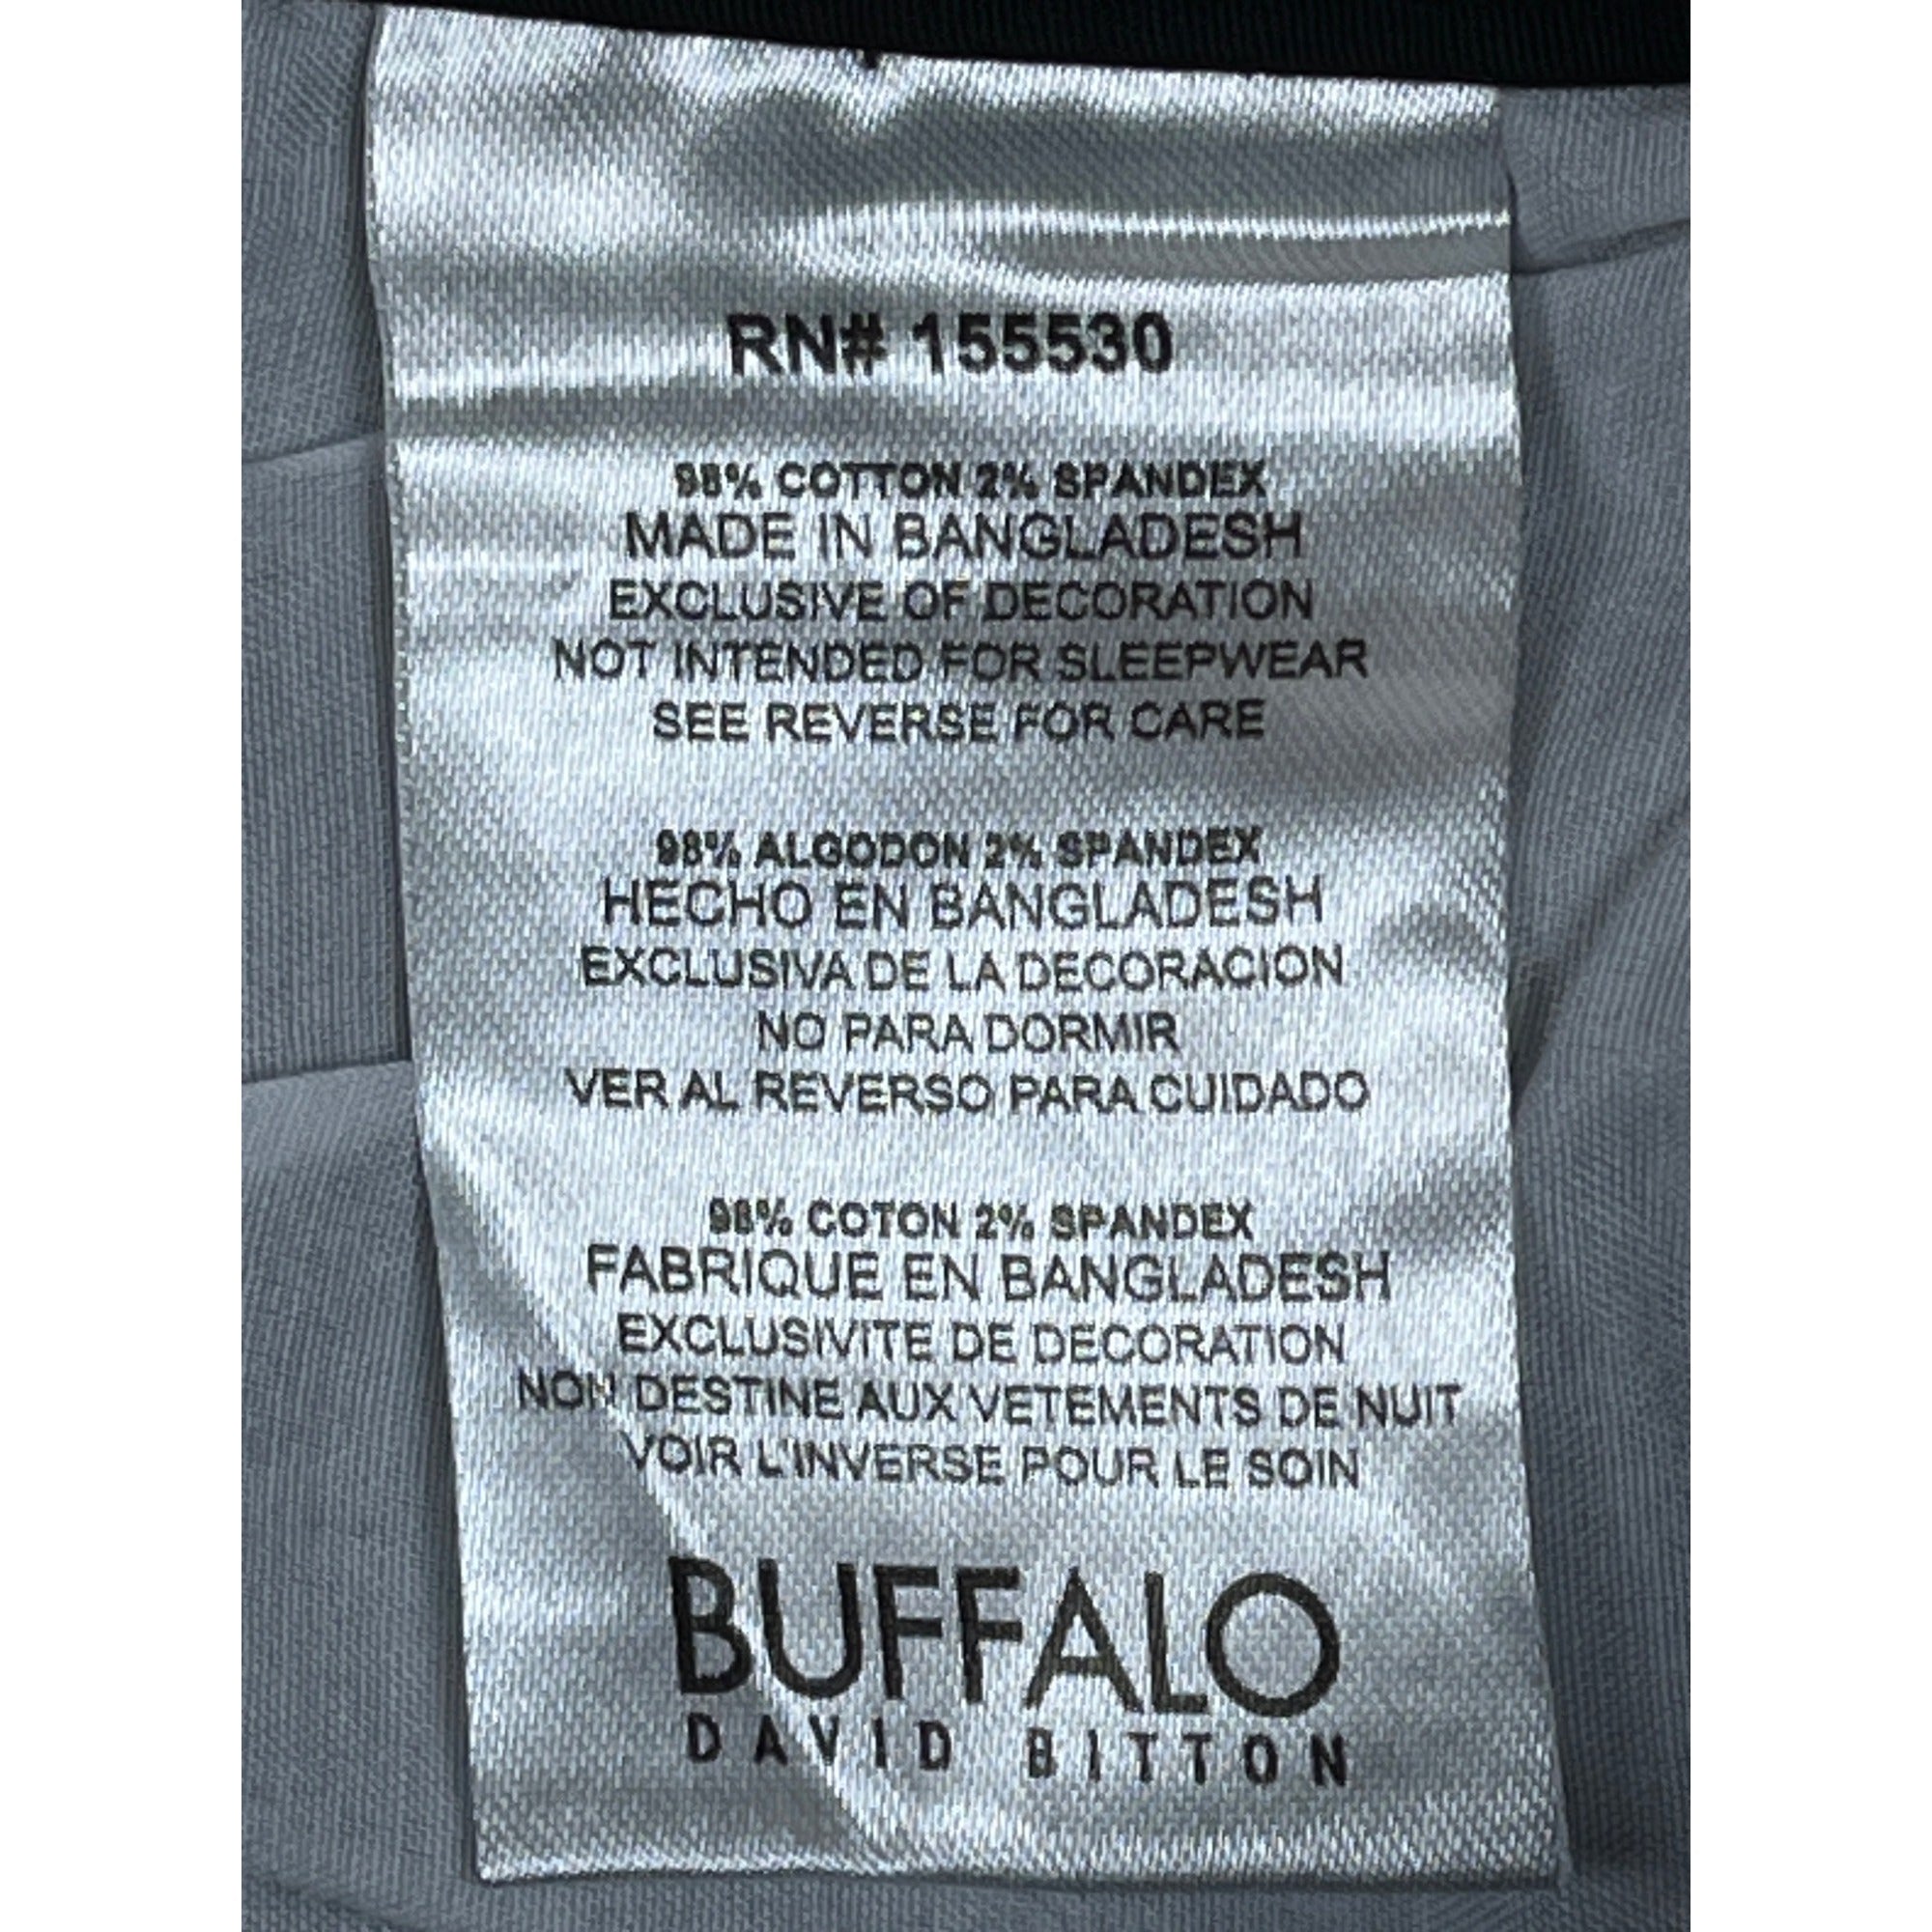 RN# 155530
98% COTTON 2% SPANDEX
MADE IN BANGLADESH
EXCLUSIVE OF DECORATION
NOT INTENDED FOR SLEEPWEAR
SEE REVERSE FOR CARE
98% ALGODON 2% SPANDEX
HECHO EN BANGLADESH
EXCLUSIVA DE LA DECORACION
NO PARA DORMIR
VER AL REVERSO PARA CUIDADO
98% COTON 2% SPANDEX
FABRIQUE EN BANGLADESH
EXCLUSIVITE DE DECORATION
NON DESTINE AUX VETEMENTS DE NUIT
VOIR L'INVERSE POUR LE SOIN
BUFFALO
DAVID BITTON